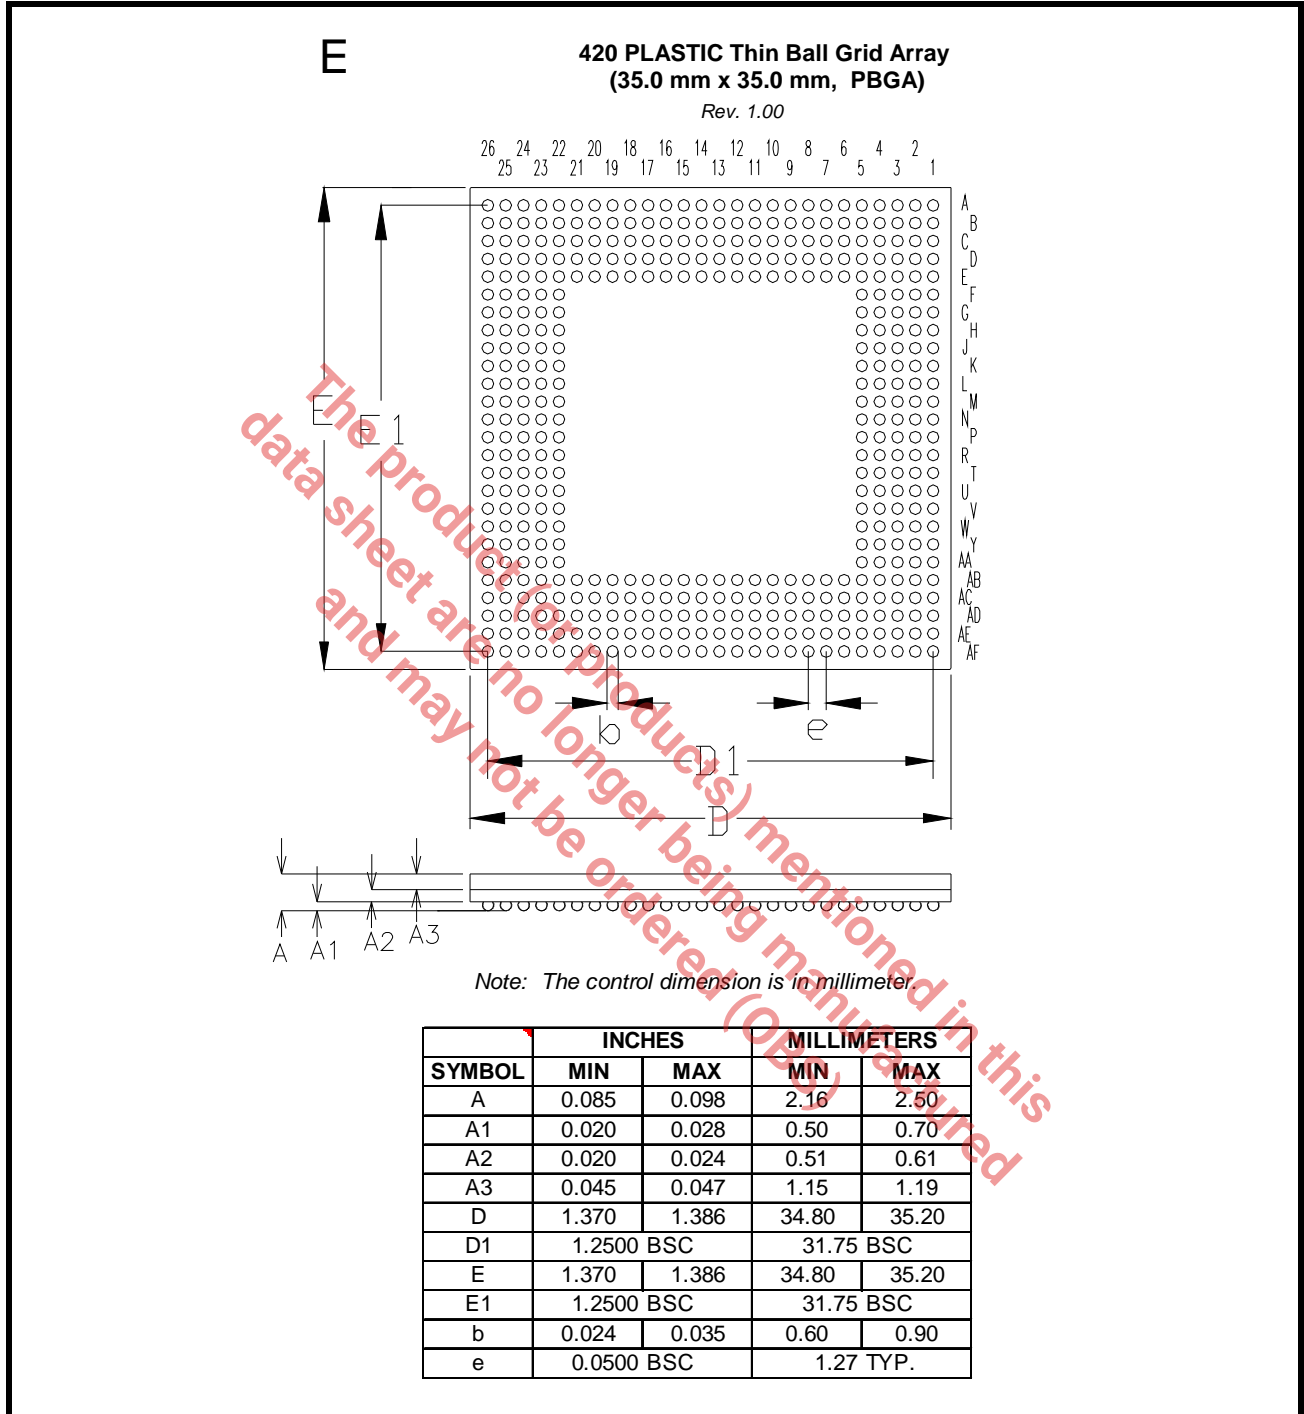 E
420 PLASTIC Thin Ball Grid Array
(35.0 mm x 35.0 mm, PBGA)
Rev. 1.00
26 24 22 20 18 16 14 12 10 8 6 4 2
25 23 21 19 17 15 13 11 9 7 5 3 1
A
B
C
D
E
F
G
H
J
K
L
M
N
P
R
T
U
V
W
Y
AA
AB
AC
AD
AE
AF
E
E1
b
e
D1
D
A
A1
A2
A3
The product (or products) mentioned in this
data sheet are no longer being manufactured
and may not be ordered (OBS)
Note: The control dimension is in millimeter.
INCHES MILLIMETERS
SYMBOL MIN MAX MIN MAX
A 0.085 0.098 2.16 2.50
A1 0.020 0.028 0.50 0.70
A2 0.020 0.024 0.51 0.61
A3 0.045 0.047 1.15 1.19
D 1.370 1.386 34.80 35.20
D1 1.2500 BSC 31.75 BSC
E 1.370 1.386 34.80 35.20
E1 1.2500 BSC 31.75 BSC
b 0.024 0.035 0.60 0.90
e 0.0500 BSC 1.27 TYP.